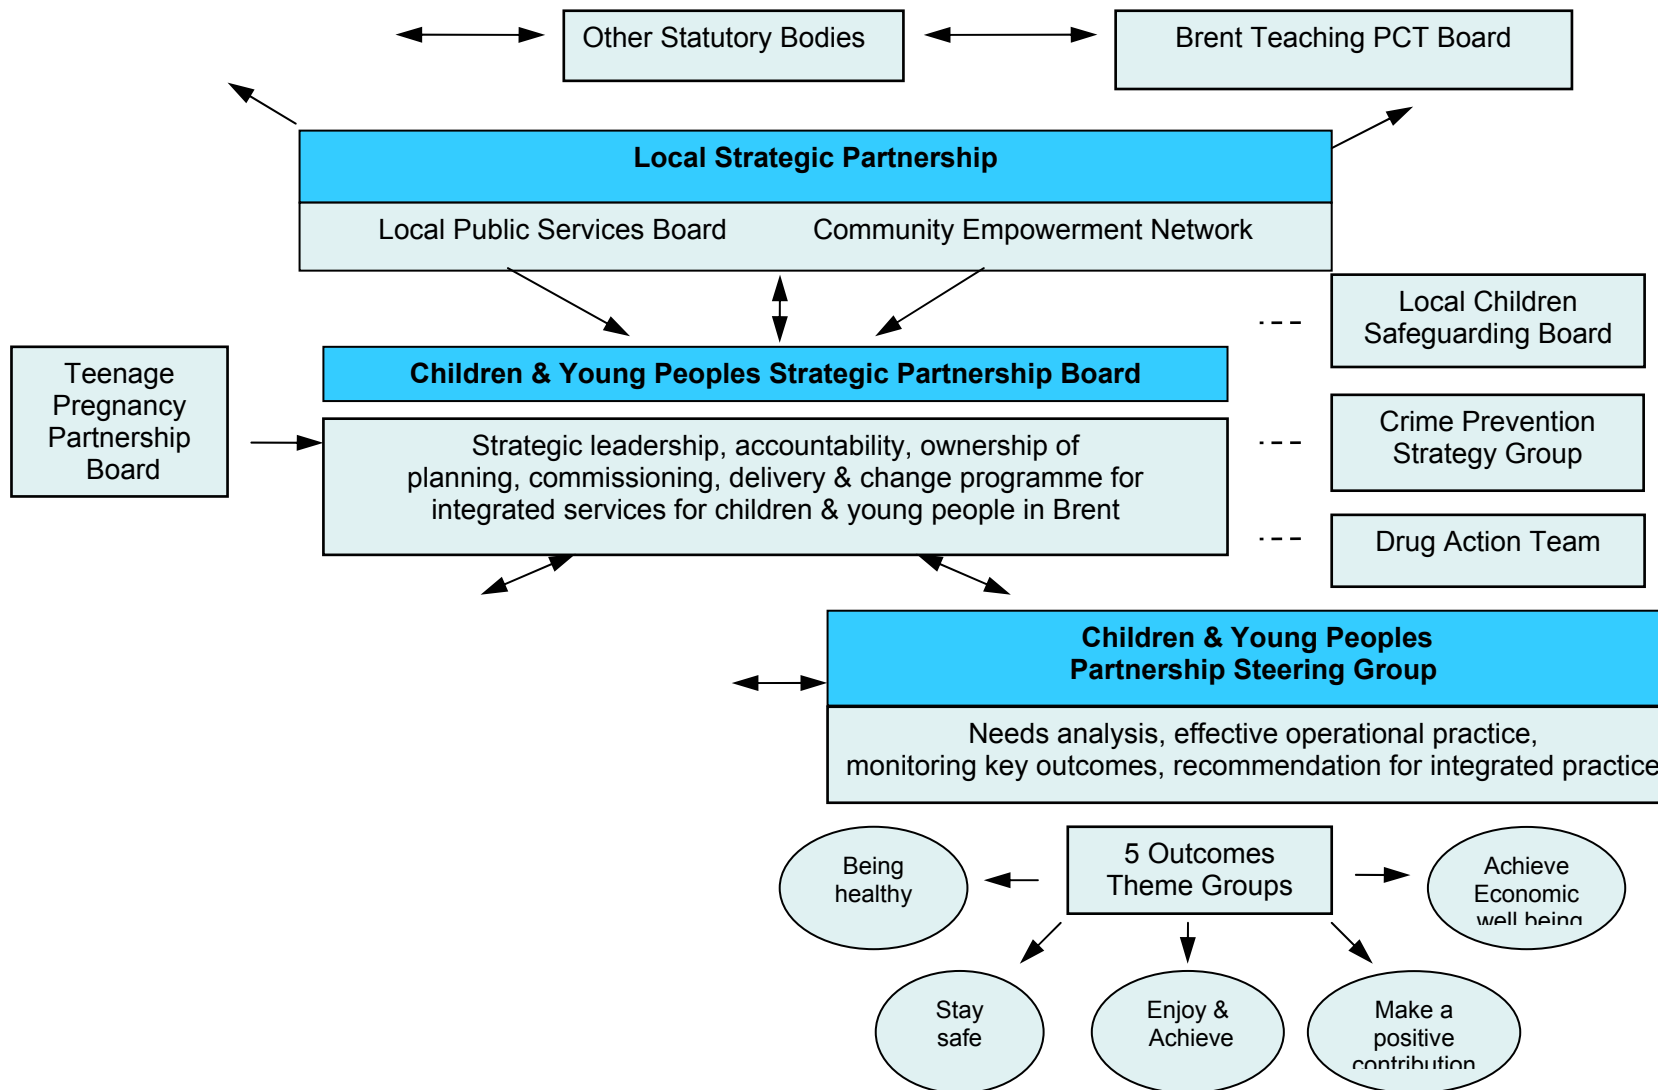 Other Statutory Bodies
Brent Teaching PCT Board
Local Strategic Partnership
Local Public Services Board
Community Empowerment Network
Local Children
Safeguarding Board
Teenage
Pregnancy
Partnership
Board
Children & Young Peoples Strategic Partnership Board
Strategic leadership, accountability, ownership of
planning, commissioning, delivery & change programme for
integrated services for children & young people in Brent
Crime Prevention
Strategy Group
Drug Action Team
Children & Young Peoples
Partnership Steering Group
Needs analysis, effective operational practice,
monitoring key outcomes, recommendation for integrated practice
Being
healthy
5 Outcomes
Theme Groups
Achieve
Economic
well being
Stay
safe
Enjoy &
Achieve
Make a
positive
contribution